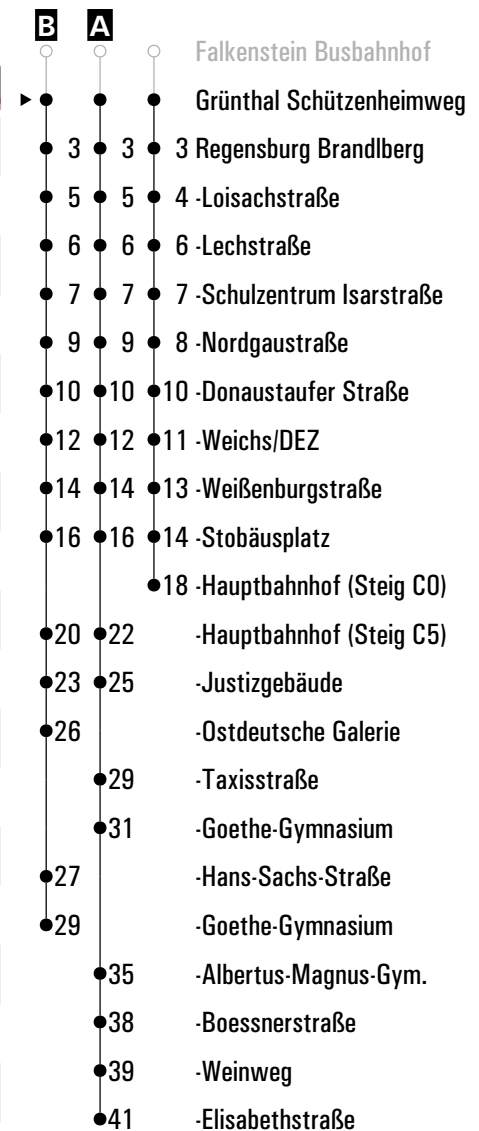 B A
Falkenstein Busbahnhof
Grünthal Schützenheimweg
3 3 3 Regensburg Brandlberg
5 5 4 -Loisachstraße
6 6 6 -Lechstraße
7 7 7 -Schulzentrum Isarstraße
9 9 8 -Nordgaustraße
10 10 10 -Donaustaufer Straße
12 12 11 -Weichs/DEZ
14 14 13 -Weißenburgstraße
16 16 14 -Stobäusplatz
18 -Hauptbahnhof (Steig C0)
20 22 -Hauptbahnhof (Steig C5)
23 25 -Justizgebäude
26 -Ostdeutsche Galerie
29 -Taxisstraße
31 -Goethe-Gymnasium
27 -Hans-Sachs-Straße
29 -Goethe-Gymnasium
35 -Albertus-Magnus-Gym.
38 -Boessnerstraße
39 -Weinweg
41 -Elisabethstraße